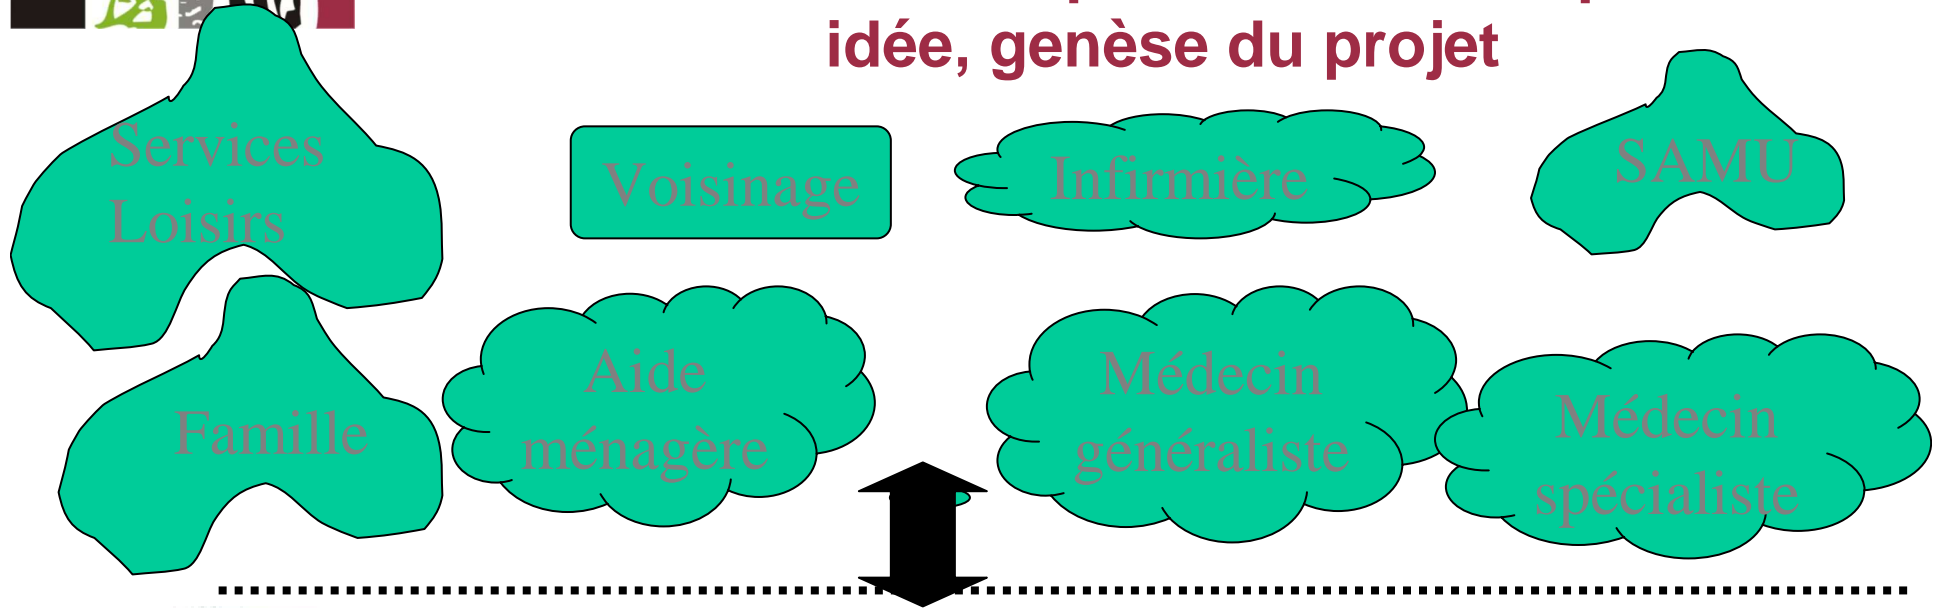 idée, genèse du projet
Services
Loisirs
Voisinage
Infirmière
SAMU
Famille
Aide
ménagère
Médecin
généraliste
Médecin
spécialiste